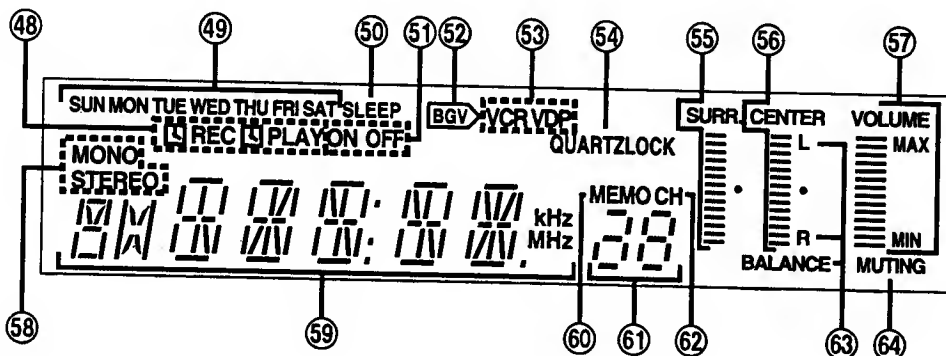 48 49 50 51 52 53 54 55 56 57
SUN MON TUE WED THU FRI SAT SLEEP BGV VCR VDP SURR. CENTER VOLUME
REC PLAY ON OFF QUARTZLOCK L MAX
MONO
STEREO MEMO CH
kHz
MHz 38 R MIN
BALANCE MUTING
58 59 60 61 62 63 64